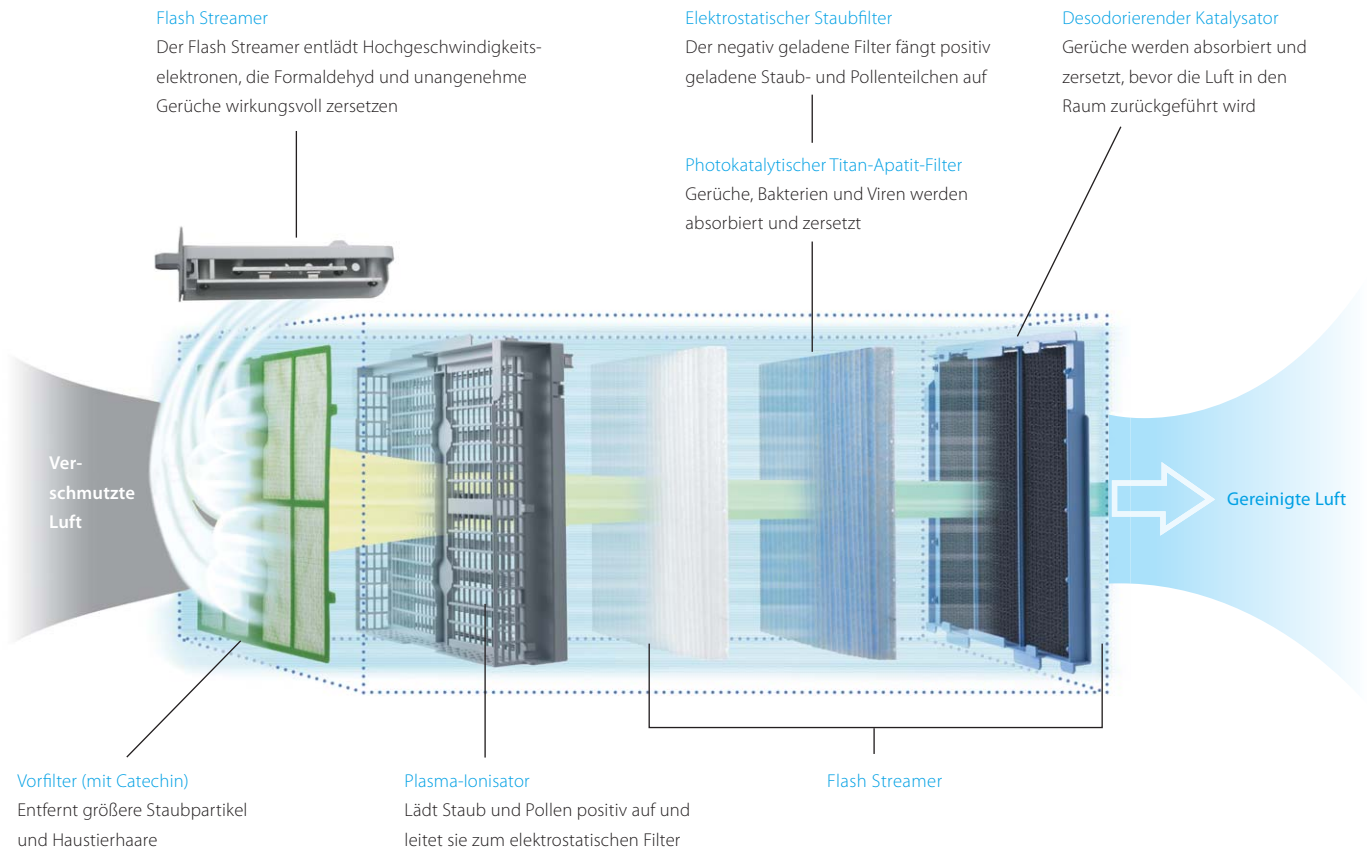 Flash Streamer
Der Flash Streamer entlädt Hochgeschwindigkeits-
elektronen, die Formaldehyd und unangenehme
Gerüche wirkungsvoll zersetzen
Elektrostatischer Staubfilter
Der negativ geladene Filter fängt positiv
geladene Staub- und Pollenteilchen auf
Desodorierender Katalysator
Gerüche werden absorbiert und
zersetzt, bevor die Luft in den
Raum zurückgeführt wird
Photokatalytischer Titan-Apatit-Filter
Gerüche, Bakterien und Viren werden
absorbiert und zersetzt
Ver-
schmutzte
Luft
Gereinigte Luft
Vorfilter (mit Catechin)
Entfernt größere Staubpartikel
und Haustierhaare
Plasma-Ionisator
Lädt Staub und Pollen positiv auf und
leitet sie zum elektrostatischen Filter
Flash Streamer